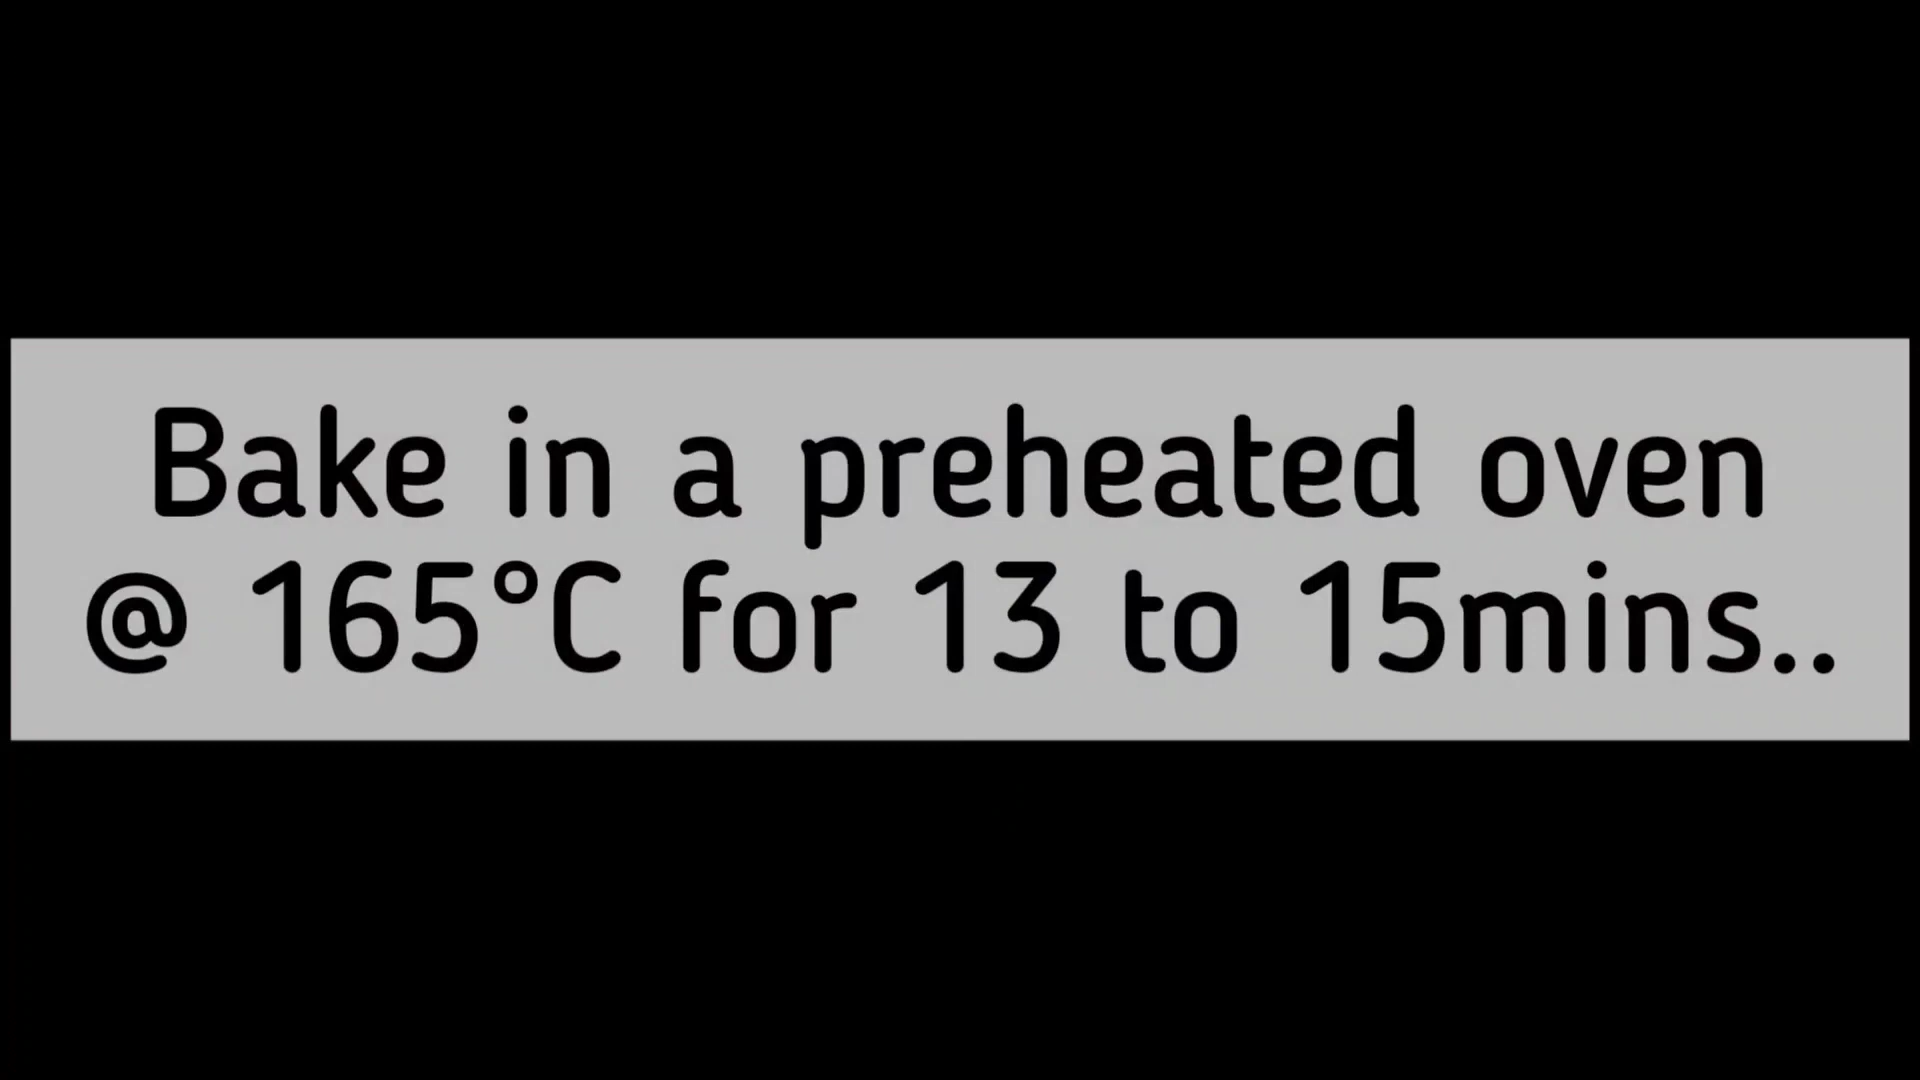 Bake in a preheated oven
@ 165°C for 13 to 15mins..